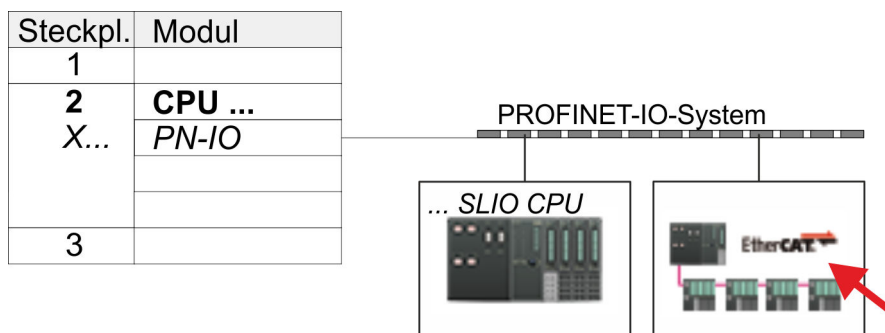 Steckpl. Modul
1
2 CPU ...
X... PN-IO
3
PROFINET-IO-System
... SLIO CPU
EtherCAT